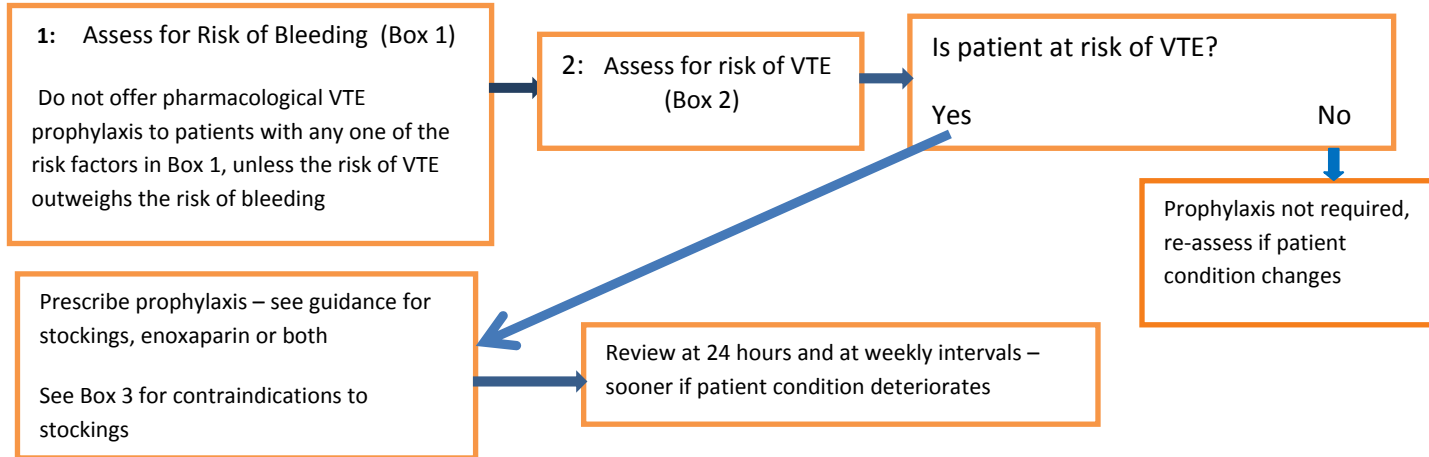 1: Assess for Risk of Bleeding (Box 1)
Do not offer pharmacological VTE
prophylaxis to patients with any one of the
risk factors in Box 1, unless the risk of VTE
outweighs the risk of bleeding
2: Assess for risk of VTE
(Box 2)
Is patient at risk of VTE?
Yes No
Prophylaxis not required,
re-assess if patient
condition changes
Prescribe prophylaxis – see guidance for
stockings, enoxaparin or both
See Box 3 for contraindications to
stockings
Review at 24 hours and at weekly intervals –
sooner if patient condition deteriorates